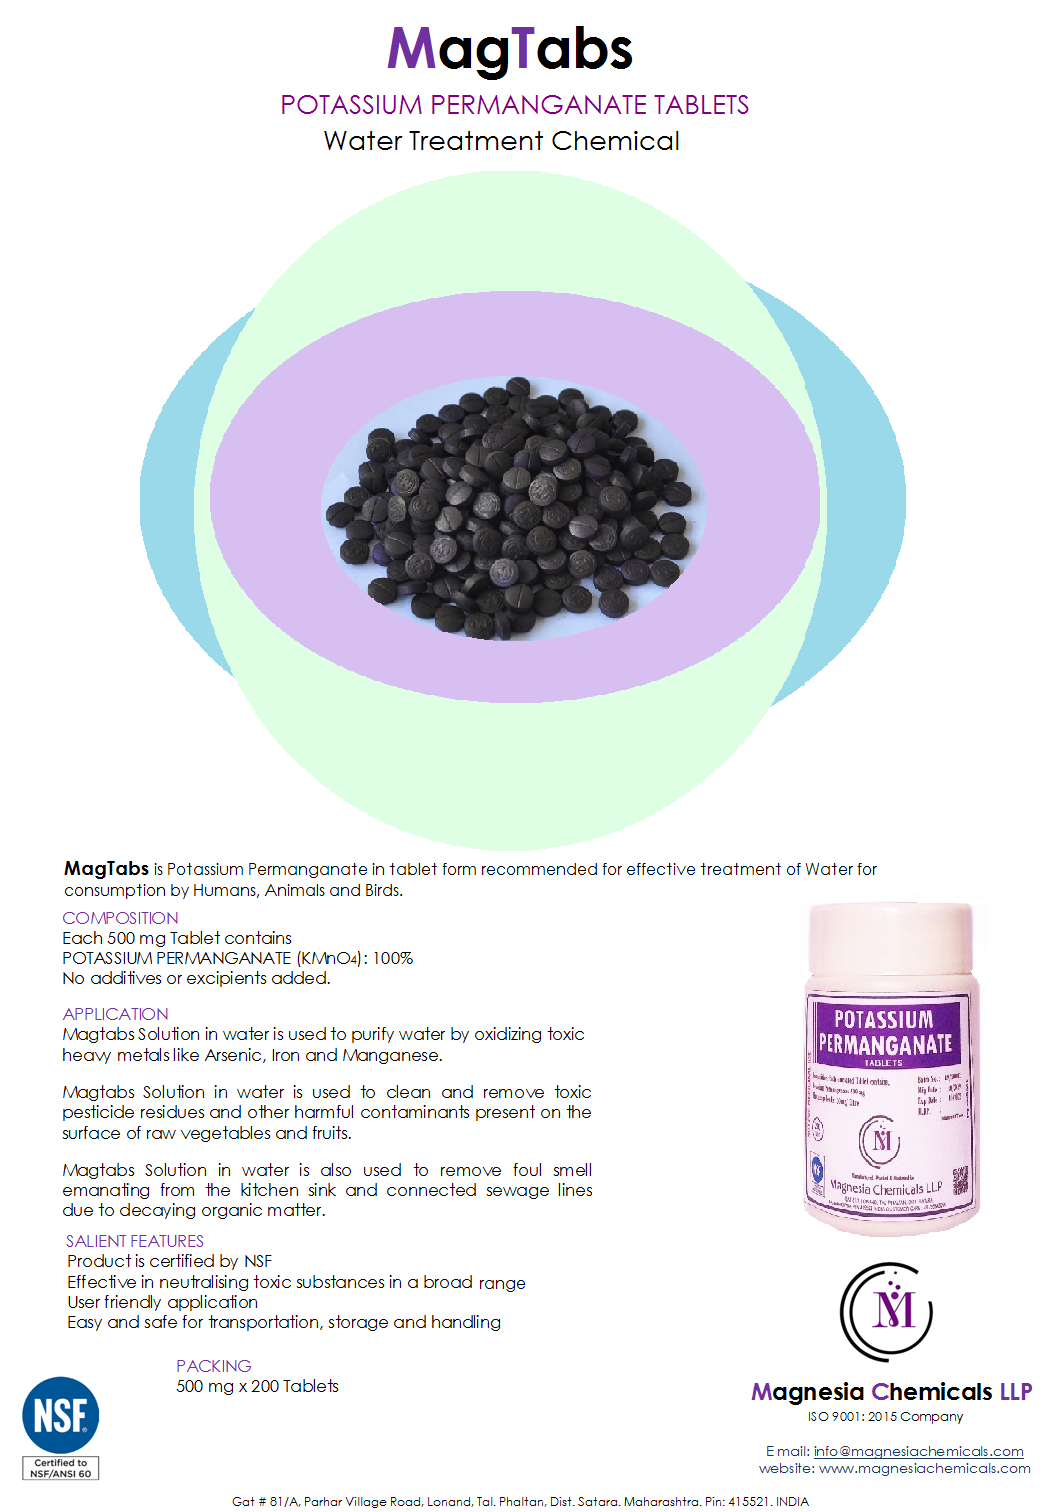 MagTabs
POTASSIUM PERMANGANATE TABLETS
Water Treatment Chemical
MagTabs is Potassium Permanganate in tablet form recommended for effective treatment of Water for
consumption by Humans, Animals and Birds.
COMPOSITION
Each 500 mg Tablet contains
POTASSIUM PERMANGANATE (KMnO4): 100%
No additives or excipients added.
APPLICATION
Magtabs Solution in water is used to purify water by oxidizing toxic
heavy metals like Arsenic, Iron and Manganese.
Magtabs Solution in water is used to clean and remove toxic
pesticide residues and other harmful contaminants present on the
surface of raw vegetables and fruits.
Magtabs Solution in water is also used to remove foul smell
emanating from the kitchen sink and connected sewage lines
due to decaying organic matter.
SALIENT FEATURES
Product is certified by NSF
Effective in neutralising toxic substances in a broad range
User friendly application
Easy and safe for transportation, storage and handling
PACKING
500 mg x 200 Tablets
NSF®
Certified to
NSF/ANSI 60
POTASSIUM
PERMANGANATE
TABLETS
Batch No. :
Mfg Date :
Exp Date :
M.R.P. :
M
NSF
Magnesia Chemicals LLP
M
Magnesia Chemicals LLP
ISO 9001: 2015 Company
Email: info@magnesiachemicals.com
website: www.magnesiachemicals.com
Gat # 81/A, Parhar Village Road, Lonand, Tal. Phaltan, Dist. Satara. Maharashtra. Pin: 415521. INDIA